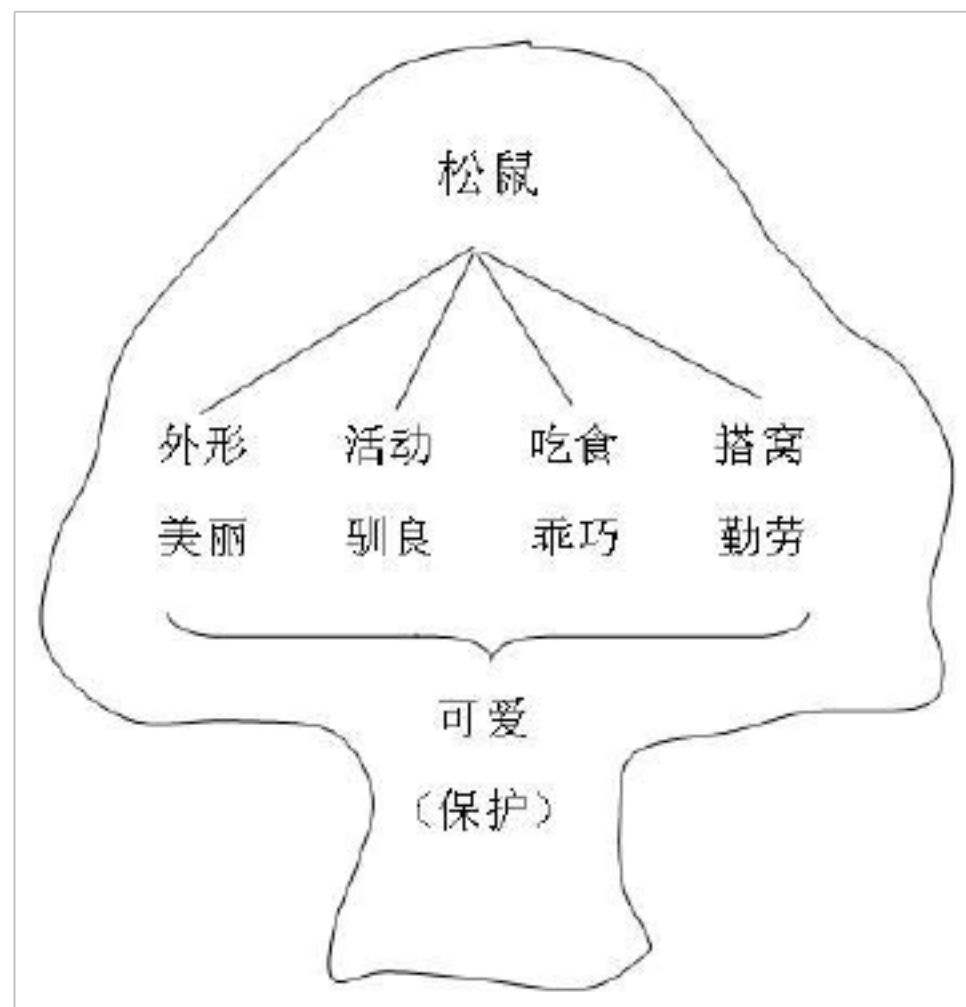 松鼠
外形 活动 吃食 搭窝
美丽 驯良 乖巧 勤劳
可爱
（保护）